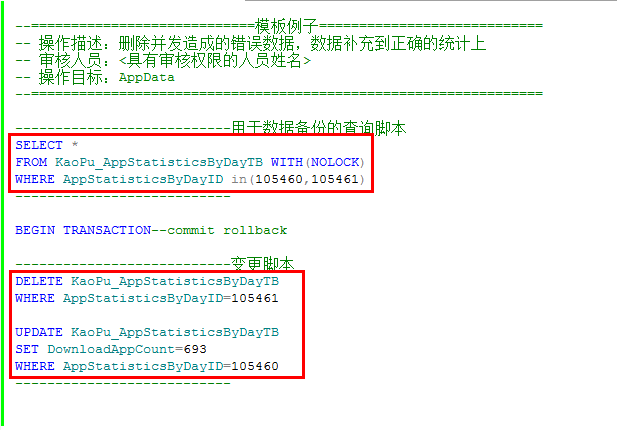 --============================模板例子============================
-- 操作描述：删除并发造成的错误数据，数据补充到正确的统计上
-- 审核人员：<具有审核权限的人员姓名>
-- 操作目标：AppData
--================================================================
---------------------------用于数据备份的查询脚本
SELECT *
FROM KaoPu_AppStatisticsByDayTB WITH(NOLOCK)
WHERE AppStatisticsByDayID in(105460,105461)
---------------------------
BEGIN TRANSACTION--commit rollback
---------------------------变更脚本
DELETE KaoPu_AppStatisticsByDayTB
WHERE AppStatisticsByDayID=105461
UPDATE KaoPu_AppStatisticsByDayTB
SET DownloadAppCount=693
WHERE AppStatisticsByDayID=105460
---------------------------